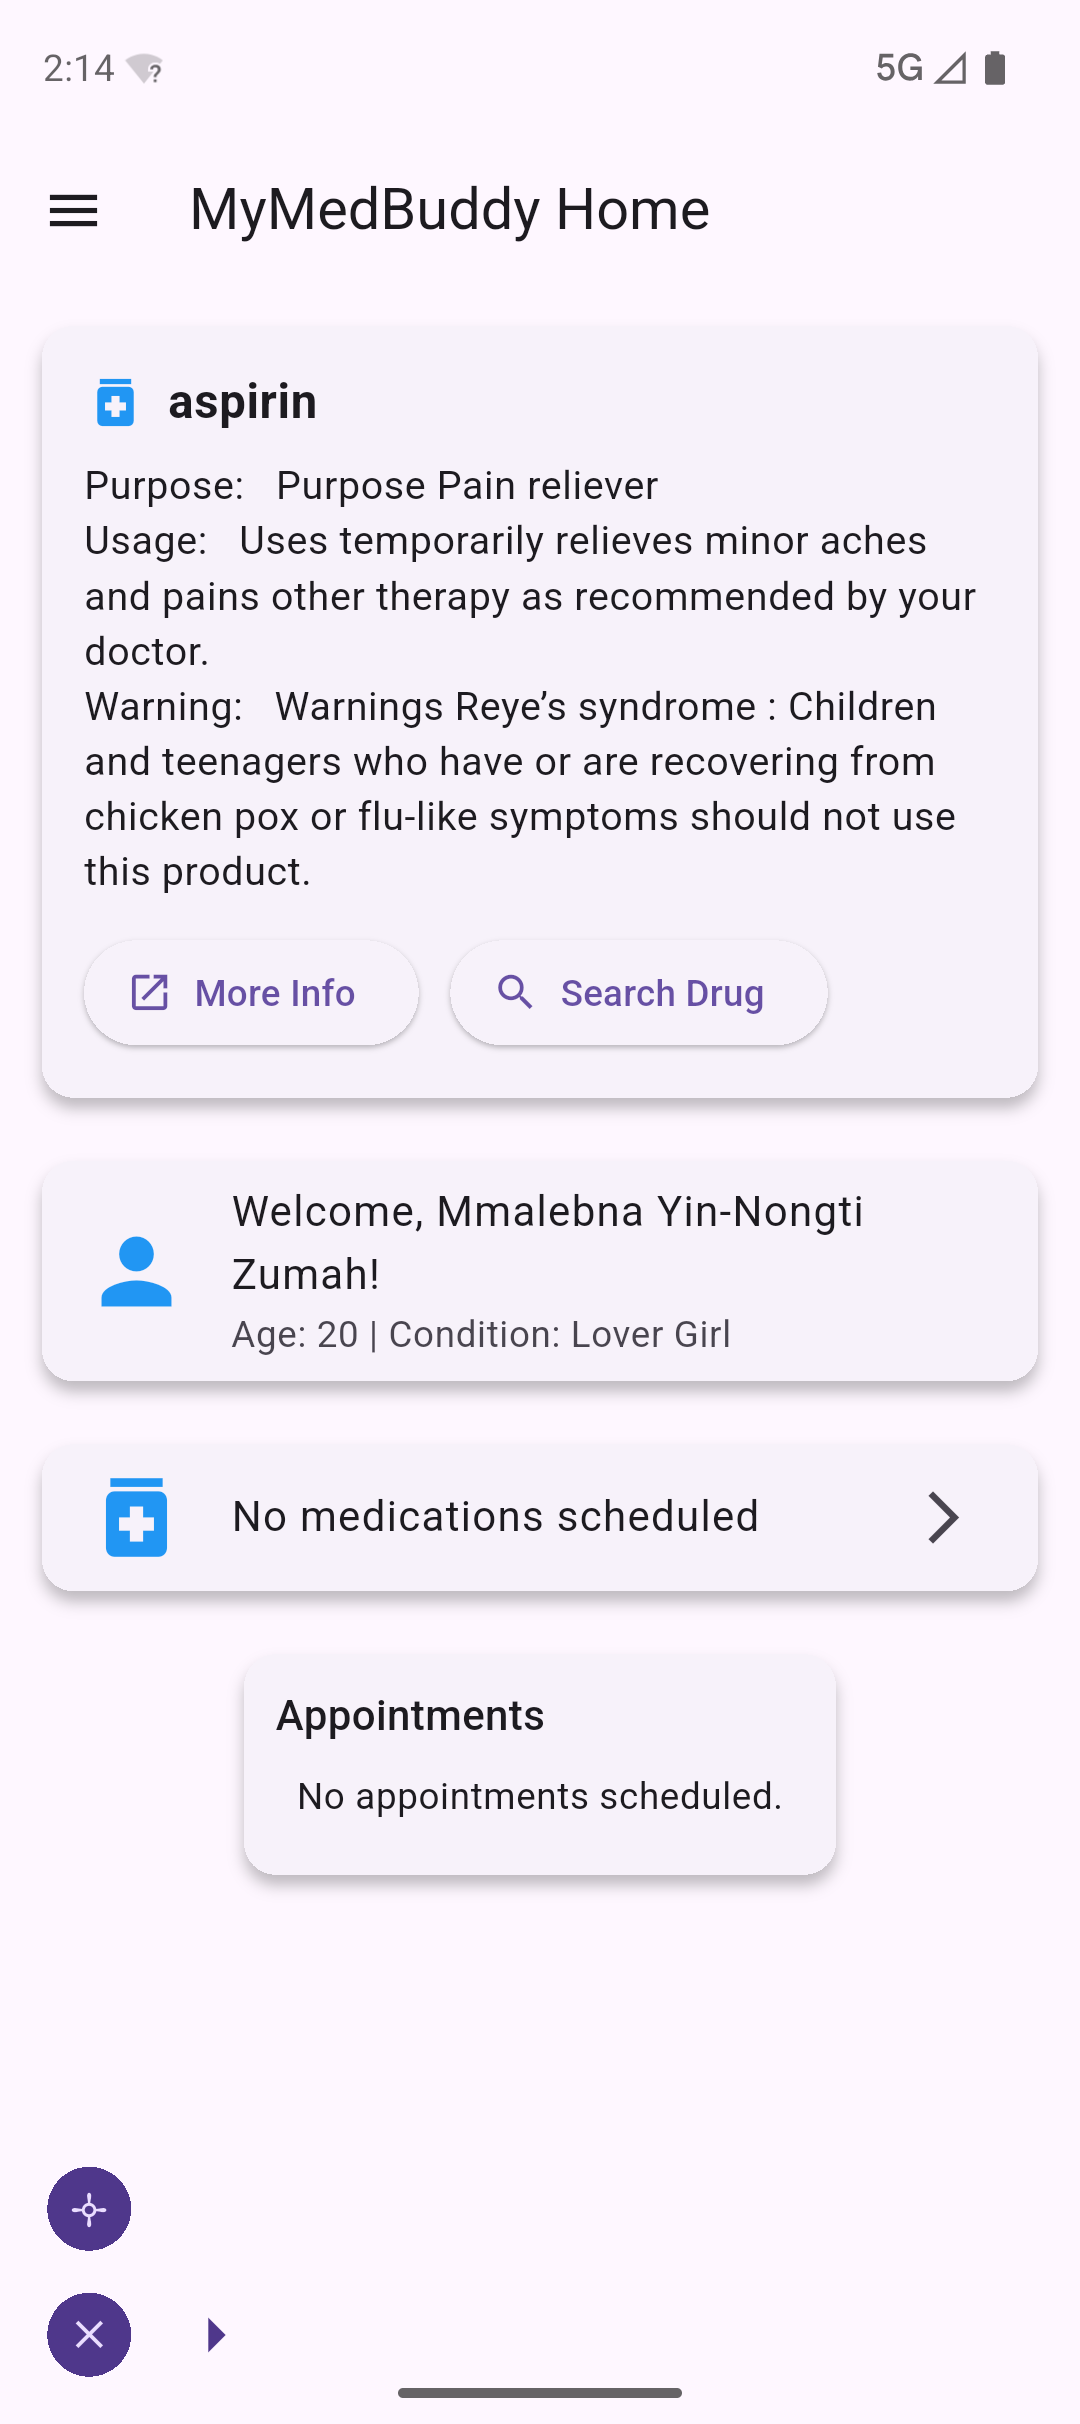 2:14
5G
MyMedBuddy Home
aspirin
Purpose: Purpose Pain reliever
Usage: Uses temporarily relieves minor aches
and pains other therapy as recommended by your
doctor.
Warning: Warnings Reye’s syndrome : Children
and teenagers who have or are recovering from
chicken pox or flu-like symptoms should not use
this product.
More Info
Search Drug
Welcome, Mmalebna Yin-Nongti
Zumah!
Age: 20 | Condition: Lover Girl
No medications scheduled
Appointments
No appointments scheduled.